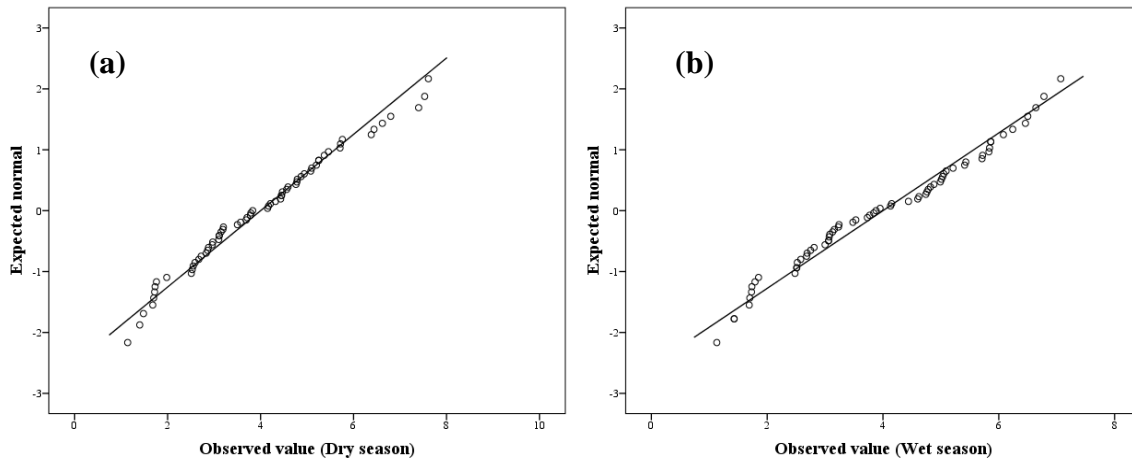 (a)
3
2
1
0
-1
-2
-3
Expected normal
0 2 4 6 8 10
Observed value (Dry season)
(b)
3
2
1
0
-1
-2
-3
Expected normal
0 2 4 6 8
Observed value (Wet season)